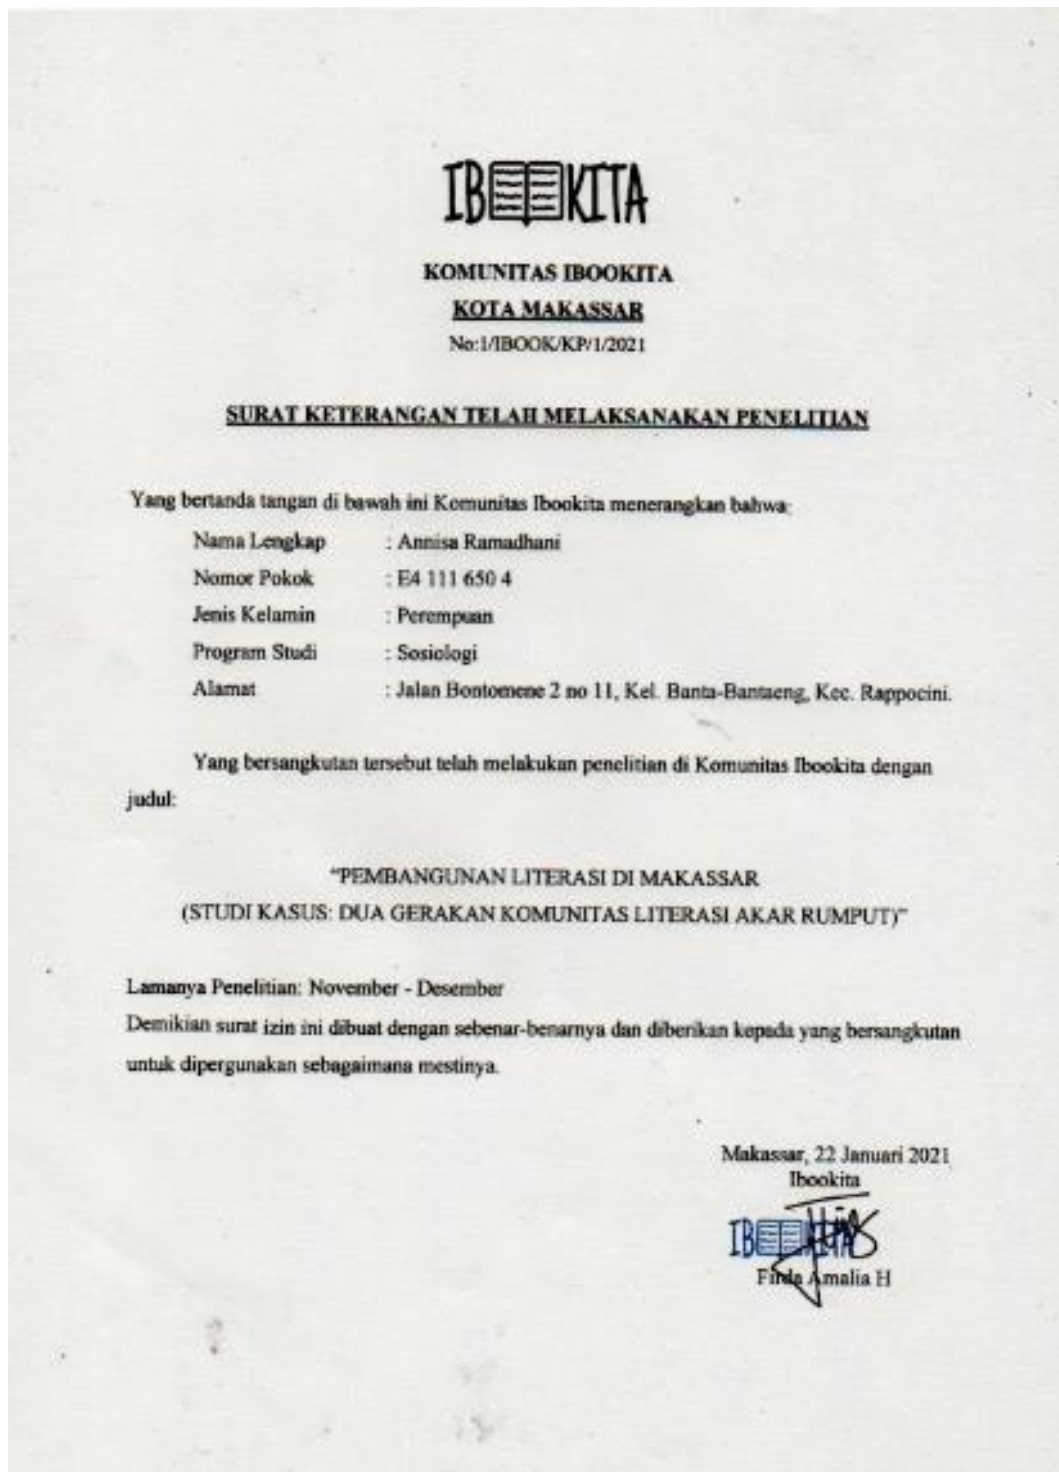 IBOOKITA
KOMUNITAS IBOOKITA
KOTA MAKASSAR
No:1/IBOOK/KP/1/2021
SURAT KETERANGAN TELAH MELAKSANAKAN PENELITIAN
Yang bertanda tangan di bawah ini Komunitas Ibookita menerangkan bahwa:
Nama Lengkap : Annisa Ramadhani
Nomor Pokok : E4 111 650 4
Jenis Kelamin : Perempuan
Program Studi : Sosiologi
Alamat : Jalan Bontomene 2 no 11, Kel. Banta-Bantaeng, Kec. Rappocini.
Yang bersangkutan tersebut telah melakukan penelitian di Komunitas Ibookita dengan
judul:
"PEMBANGUNAN LITERASI DI MAKASSAR
(STUDI KASUS: DUA GERAKAN KOMUNITAS LITERASI AKAR RUMPUT)"
Lamanya Penelitian: November - Desember
Demikian surat izin ini dibuat dengan sebenar-benarnya dan diberikan kepada yang bersangkutan
untuk dipergunakan sebagaimana mestinya.
Makassar, 22 Januari 2021
Ibookita
IBOOKITA
Firda Amalia H